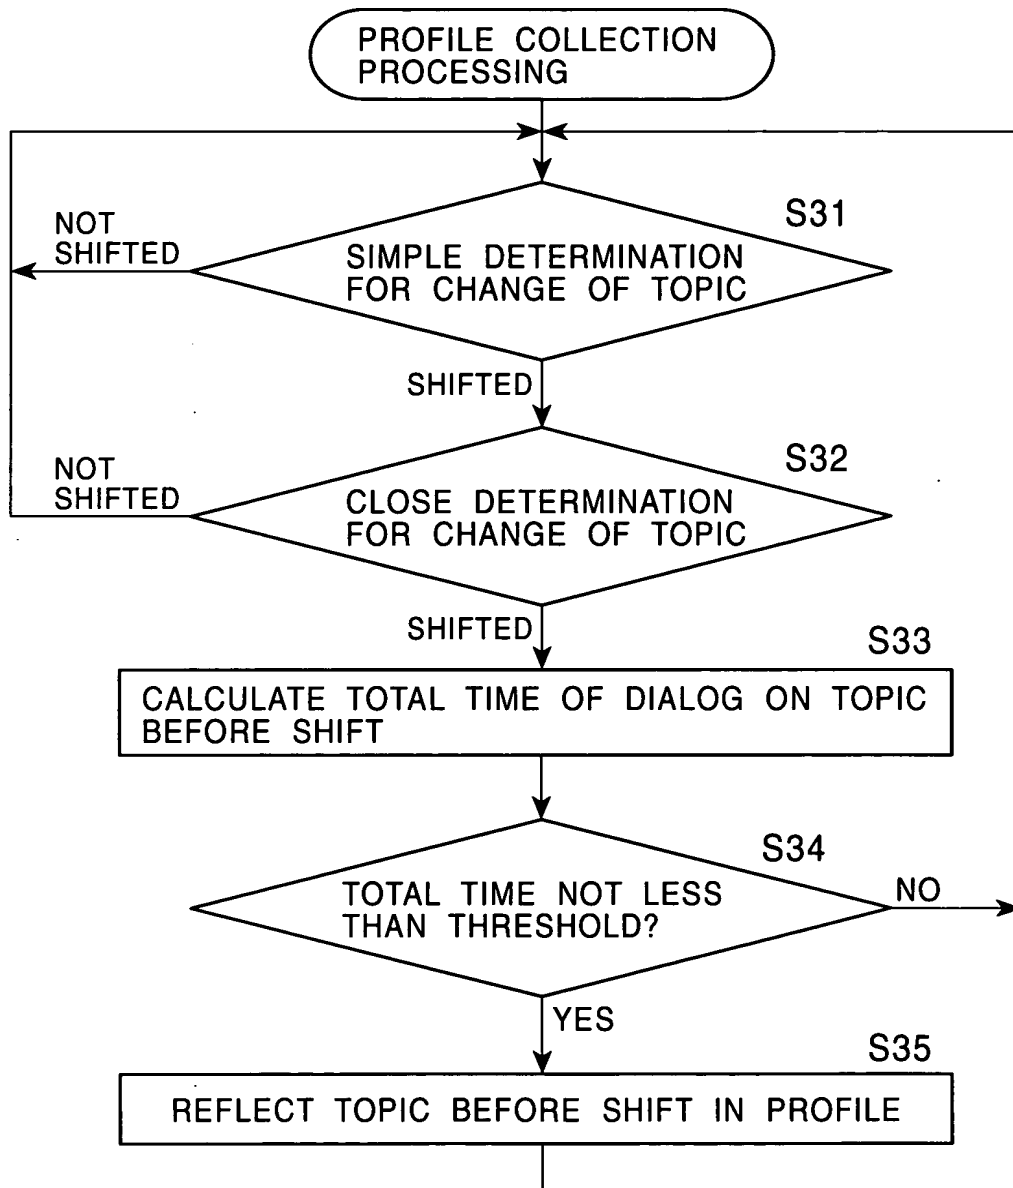 PROFILE COLLECTION
PROCESSING
S31
NOT
SHIFTED
SIMPLE DETERMINATION
FOR CHANGE OF TOPIC
SHIFTED
S32
NOT
SHIFTED
CLOSE DETERMINATION
FOR CHANGE OF TOPIC
SHIFTED
S33
CALCULATE TOTAL TIME OF DIALOG ON TOPIC
BEFORE SHIFT
S34
TOTAL TIME NOT LESS
THAN THRESHOLD?
NO
YES
S35
REFLECT TOPIC BEFORE SHIFT IN PROFILE